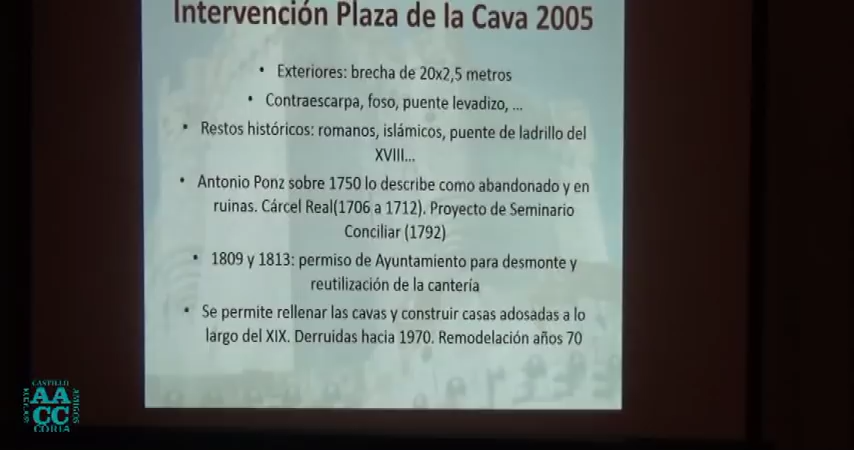 Intervención Plaza de la Cava 2005
• Exteriores: brecha de 20x2,5 metros
• Contraescarpa, foso, puente levadizo, ...
• Restos históricos: romanos, islámicos, puente de ladrillo del
XVIII...
• Antonio Ponz sobre 1750 lo describe como abandonado y en
ruinas. Cárcel Real(1706 a 1712). Proyecto de Seminario
Conciliar (1792)
• 1809 y 1813: permiso de Ayuntamiento para desmonte y
reutilización de la cantería
• Se permite rellenar las cavas y construir casas adosadas a lo
largo del XIX. Derruidas hacia 1970. Remodelación años 70
CASTILLO
AA
CC
AMIGOS
CORIA